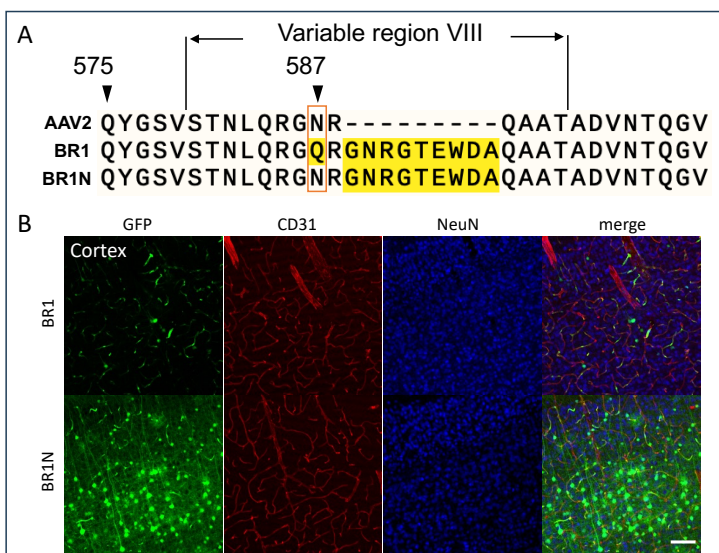 A
Variable region VIII
575
587
AAV2 QYGSVSTNLQRGNR---------QAATADVNTQGV
BR1 QYGSVSTNLQRGQRGNRGTEWDAQAATADVNTQGV
BR1N QYGSVSTNLQRGNRGNRGTEWDAQAATADVNTQGV
B
GFP CD31 NeuN merge
Cortex
BR1
BR1N